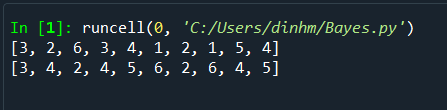 In [1]: runcell(0, 'C:/Users/dinhm/Bayes.py')
[3, 2, 6, 3, 4, 1, 2, 1, 5, 4]
[3, 4, 2, 4, 5, 6, 2, 6, 4, 5]